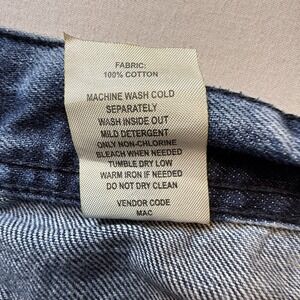 FABRIC:
100% COTTON
MACHINE WASH COLD
SEPARATELY
WASH INSIDE OUT
MILD DETERGENT
ONLY NON-CHLORINE
BLEACH WHEN NEEDED
TUMBLE DRY LOW
WARM IRON IF NEEDED
DO NOT DRY CLEAN
VENDOR CODE
MAC